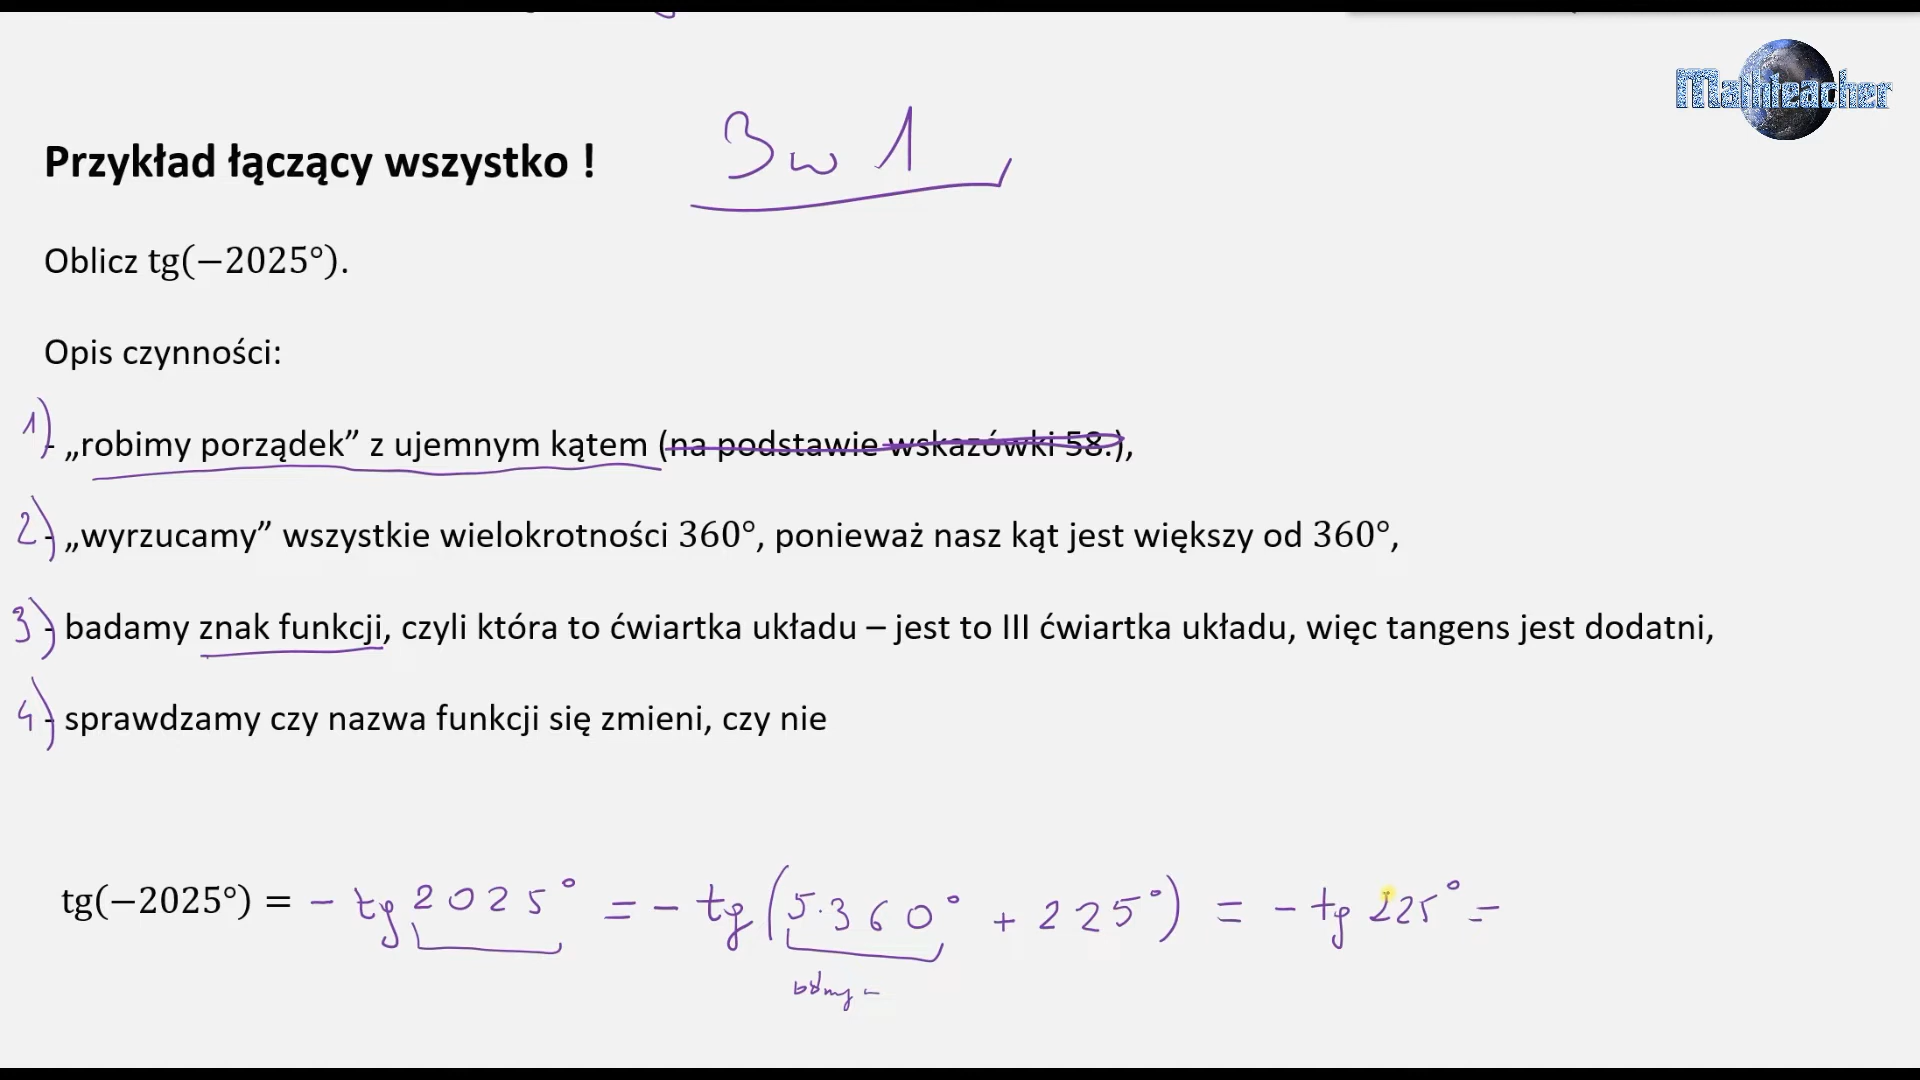 Mathteacher
Przykład łączący wszystko ! 3 w 1
Oblicz tg(−2025°).
Opis czynności:
1) - „robimy porządek” z ujemnym kątem (na podstawie wskazówki 58.),
2) - „wyrzucamy” wszystkie wielokrotności 360°, ponieważ nasz kąt jest większy od 360°,
3) - badamy znak funkcji, czyli która to ćwiartka układu – jest to III ćwiartka układu, więc tangens jest dodatni,
4) - sprawdzamy czy nazwa funkcji się zmieni, czy nie
tg(−2025°) = - tg 2025° = - tg (5·360° + 225°) = - tg 225° =